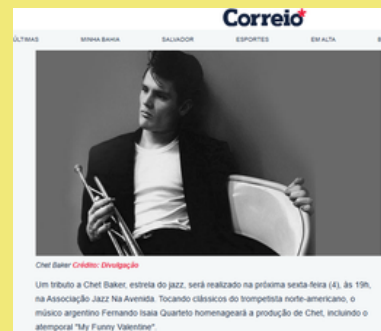 Correio
ÚLTIMAS MINHA BAHIA SALVADOR ESPORTES EM ALTA
Chet Baker Crédito: Divulgação
Um tributo a Chet Baker, estrela do jazz, será realizado na próxima sexta-feira (4), às 19h,
na Associação Jazz Na Avenida. Tocando clássicos do trompetista norte-americano, o
músico argentino Fernando Isaia Quarteto homenageará a produção de Chet, incluindo o
atemporal "My Funny Valentine".